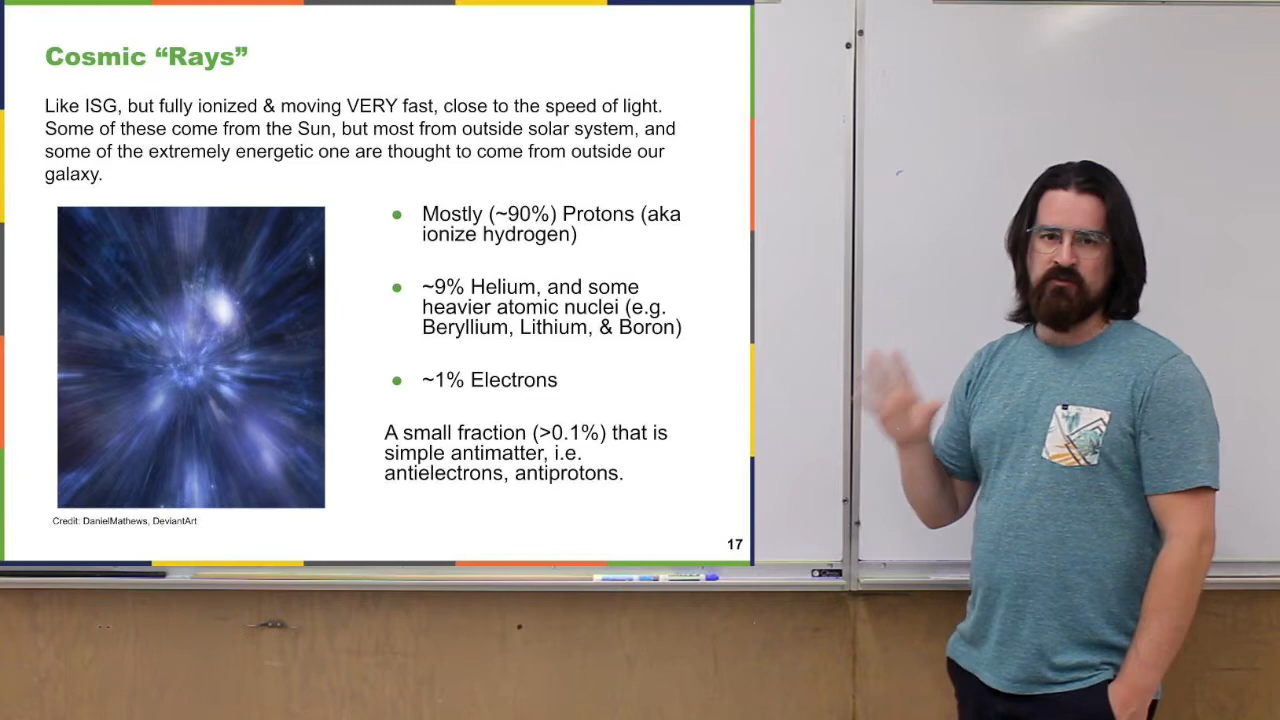 Cosmic “Rays”
Like ISG, but fully ionized & moving VERY fast, close to the speed of light.
Some of these come from the Sun, but most from outside solar system, and
some of the extremely energetic one are thought to come from outside our
galaxy.
● Mostly (~90%) Protons (aka
ionize hydrogen)
● ~9% Helium, and some
heavier atomic nuclei (e.g.
Beryllium, Lithium, & Boron)
● ~1% Electrons
A small fraction (>0.1%) that is
simple antimatter, i.e.
antielectrons, antiprotons.
Credit: DanielMathews, DeviantArt
17